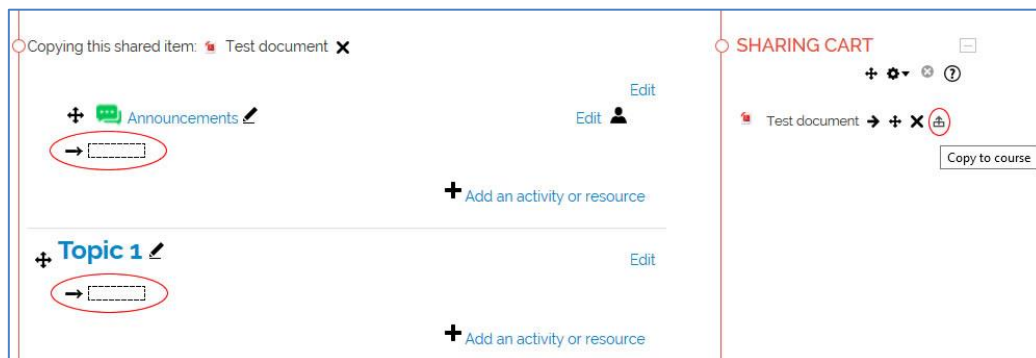 Copying this shared item: Test document
Edit
Announcements
Edit
Add an activity or resource
Topic 1
Edit
Add an activity or resource
SHARING CART
Test document
Copy to course